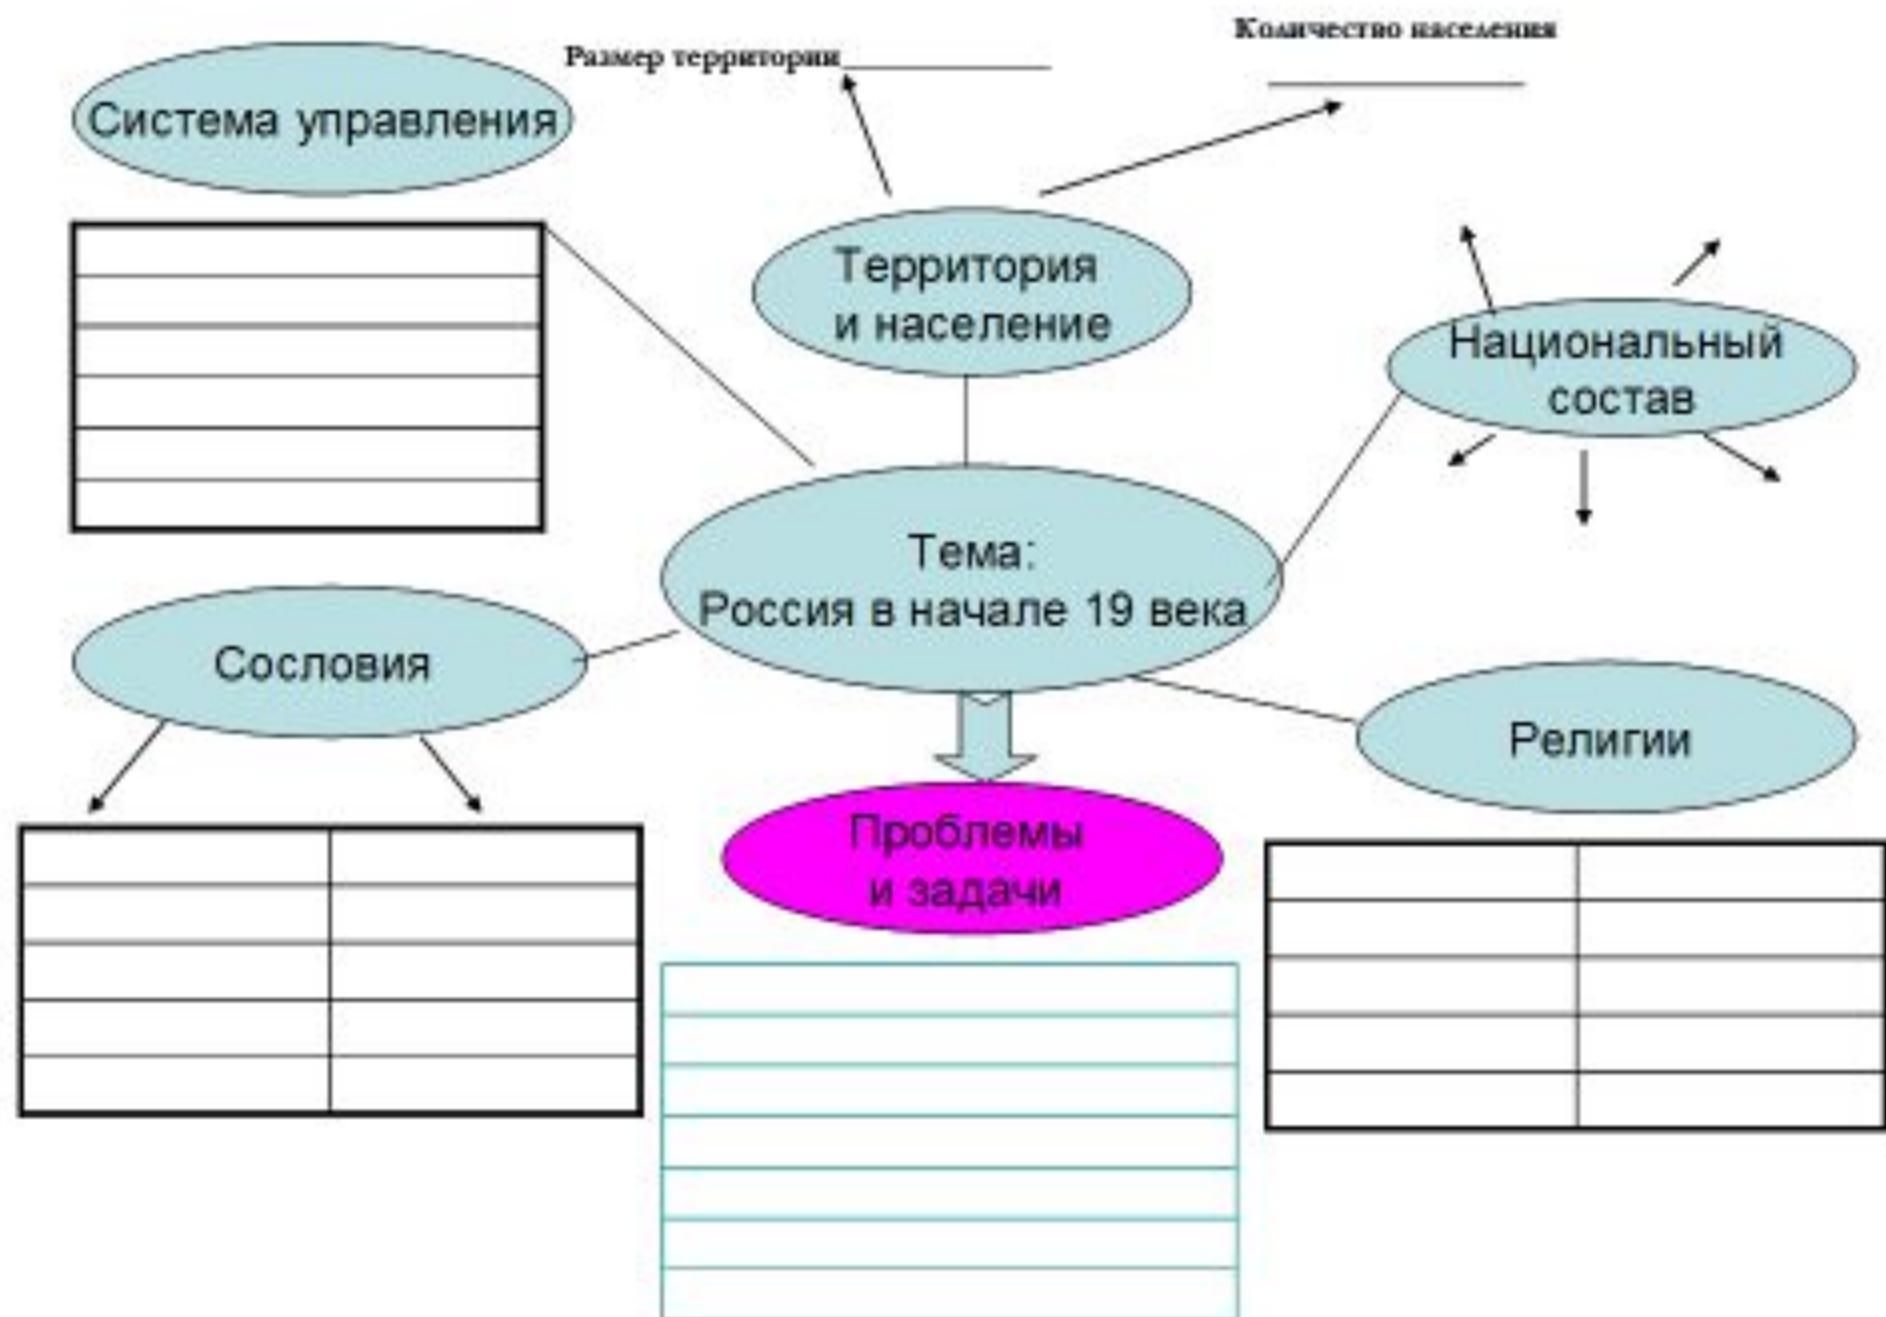 Количество населения
Размер территории
Система управления
Территория
и население
Национальный
состав
Тема:
Россия в начале 19 века
Сословия
Религии
Проблемы
и задачи